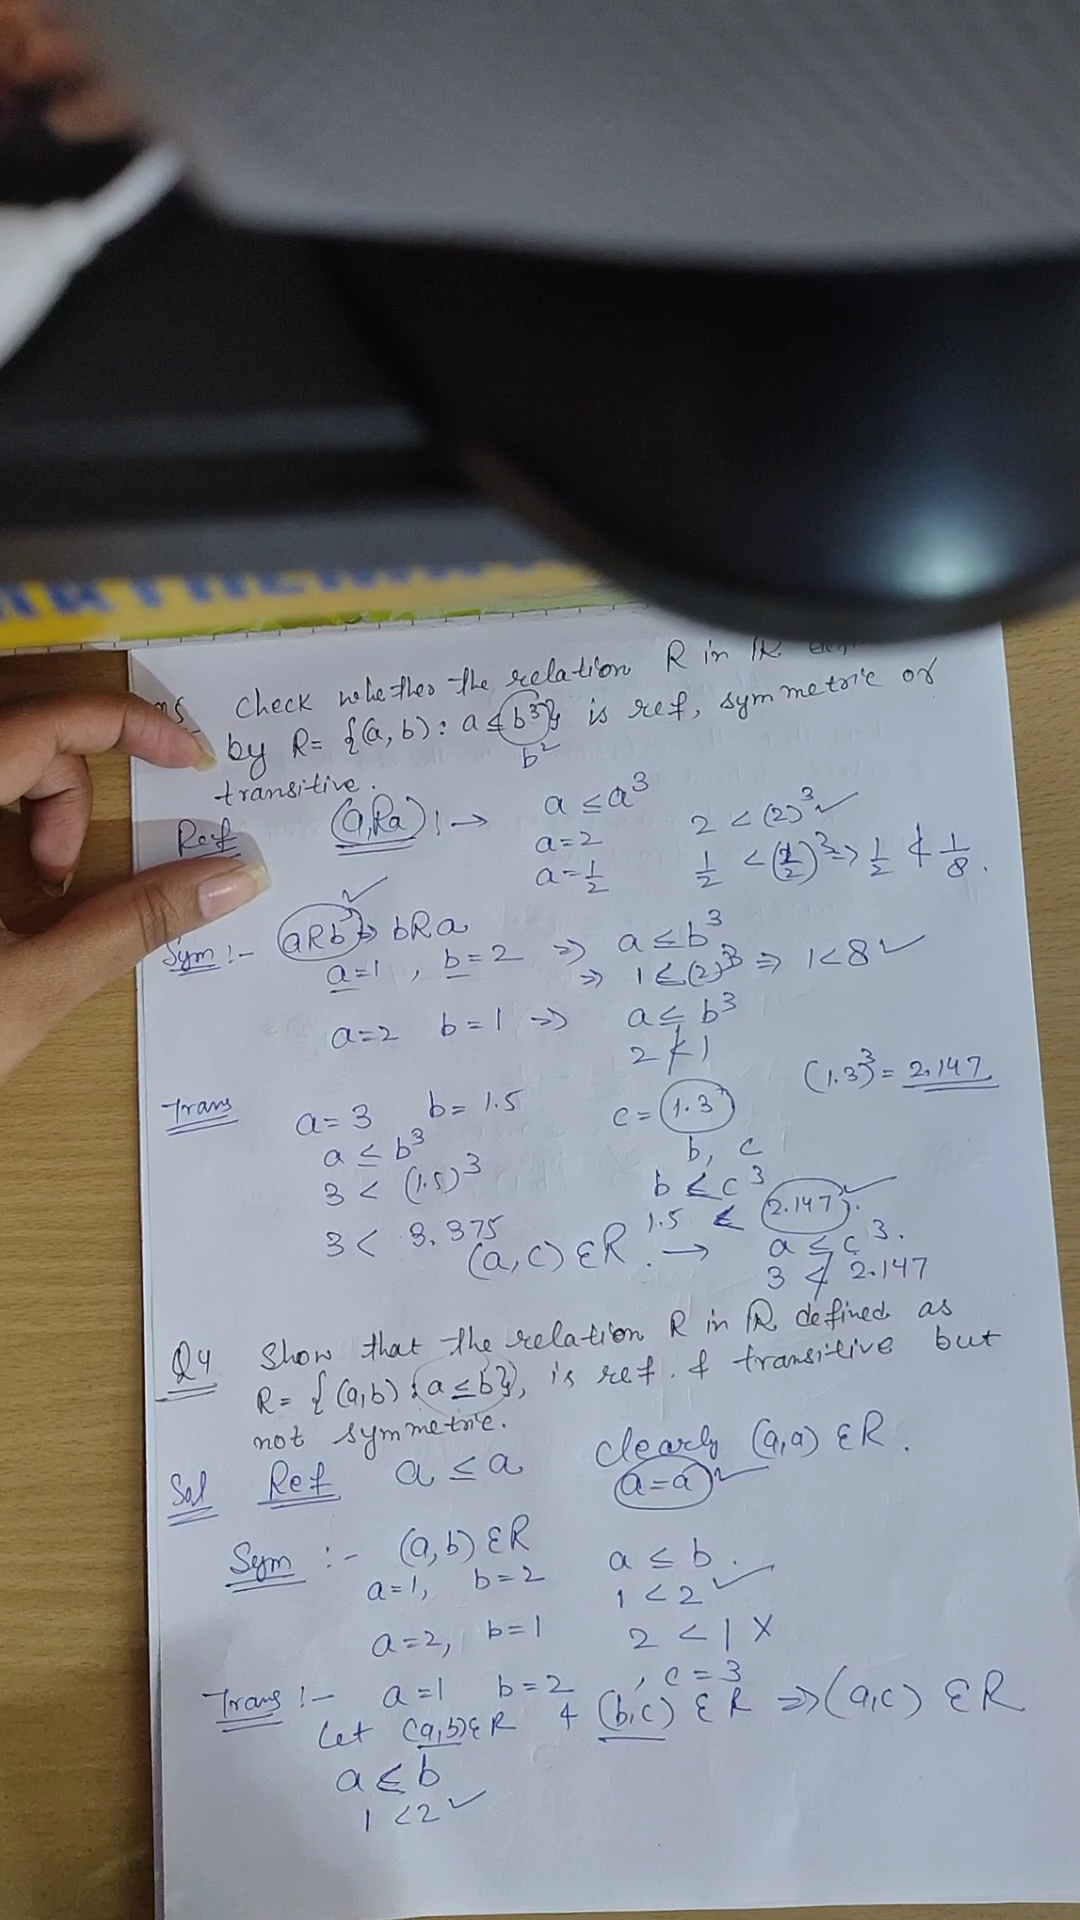 check whether the relation R in IR
by R= {(a,b): a ≤ b³} is ref, symmetric or
b²
transitive.
Ref (a,Ra) :→ a ≤ a³
a=2 2 < (2)³ ✓
a=1/2 1/2 < (1/2)³ => 1/2 ≮ 1/8.
Sym :- aRb → bRa ✓
a=1, b=2 => a ≤ b³
=> 1 ≤ (2)³ => 1<8 ✓
a=2 b=1 => a ≤ b³
2 ≮ 1
Trans a=3 b=1.5 c=1.3 (1.3)³ = 2.147
a ≤ b³ b, c
3 < (1.5)³ b ≤ c³
3 < 3.375 1.5 ≤ 2.147. ✓
(a,c) ∈ R. → a ≤ c³.
3 ≮ 2.147
Q4 Show that the relation R in IR defined as
R= {(a,b) : a ≤ b}, is ref. & transitive but
not symmetric.
Sol Ref a ≤ a clearly (a,a) ∈ R.
a=a ✓
Sym :- (a,b) ∈ R a ≤ b.
a=1, b=2 1<2 ✓
a=2, b=1 2 <1 X
Trans :- a=1 b=2, c=3
Let (a,b) ∈ R & (b,c) ∈ R => (a,c) ∈ R
a ≤ b
1 <2 ✓